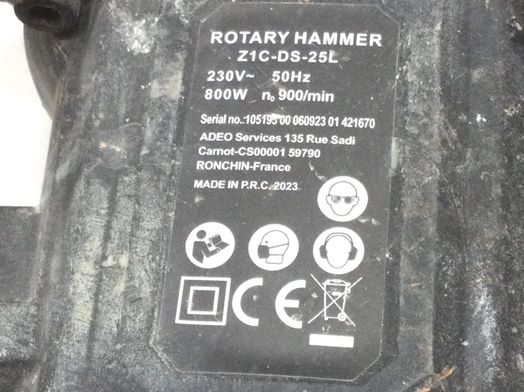 ROTARY HAMMER
Z1C-DS-25L
230V~ 50Hz
800W n₀ 900/min
Serial no.:105195 00 060923 01 421670
ADEO Services 135 Rue Sadi
Carnot-CS00001 59790
RONCHIN-France
MADE IN P.R.C. 2023
CE